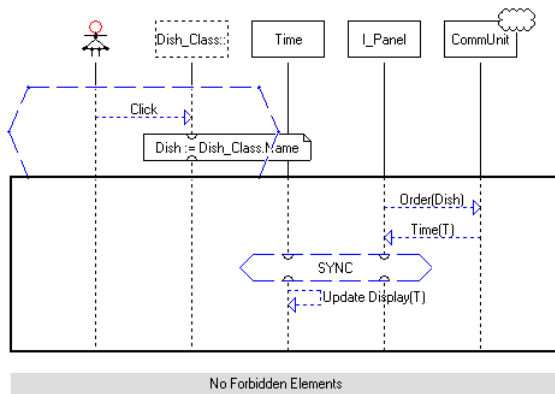 Dish_Class:: Time I_Panel CommUnit
Click
Dish := Dish_Class.Name
Order(Dish)
Time(T)
SYNC
Update Display(T)
No Forbidden Elements